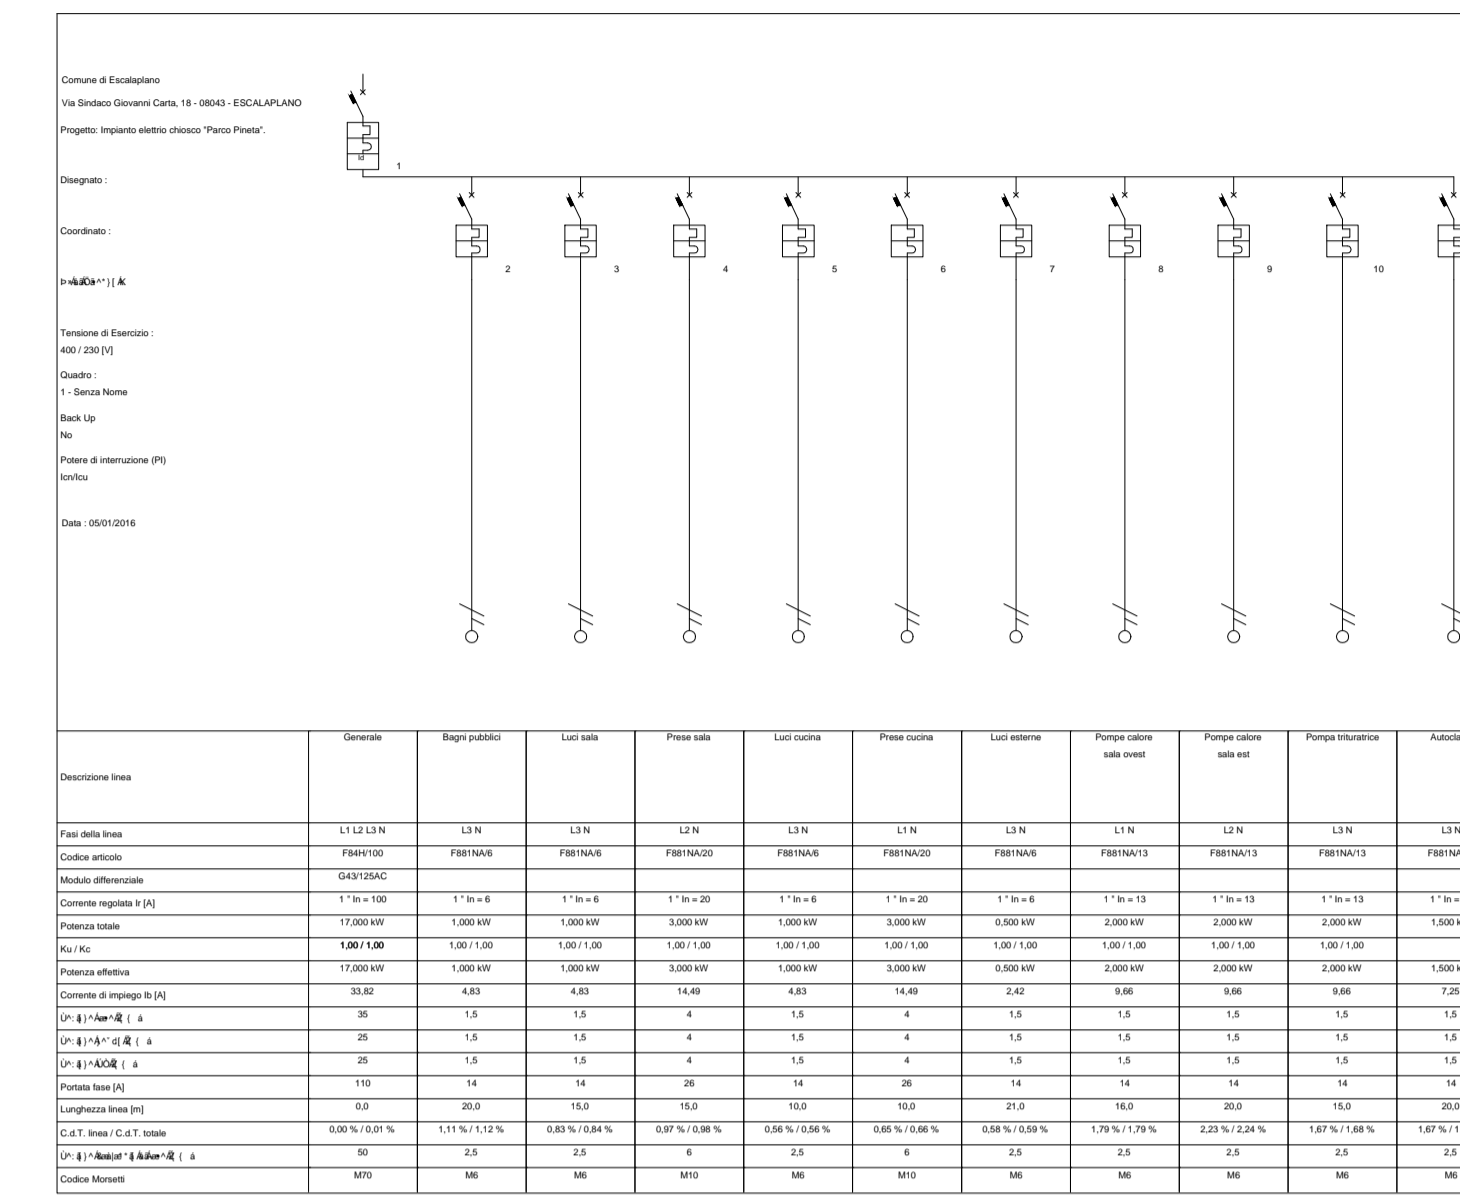 Comune di Escalaplano
Via Sindaco Giovanni Carta, 18 - 08043 - ESCALAPLANO
Progetto: Impianto elettrio chiosco "Parco Pineta".
Disegnato :
Coordinato :
Tensione di Esercizio :
400 / 230 [V]
Quadro :
1 - Senza Nome
Back Up
No
Potere di interruzione (PI)
Icn/Icu
Data : 05/01/2016
Id
1
2 3 4 5 6 7 8 9 10
Descrizione linea Generale Bagni pubblici Luci sala Prese sala Luci cucina Prese cucina Luci esterne Pompe calore Pompe calore Pompa trituratrice Autocla
sala ovest sala est
Fasi della linea L1 L2 L3 N L3 N L3 N L2 N L3 N L1 N L3 N L1 N L2 N L3 N L3 N
Codice articolo F84H/100 F881NA/6 F881NA/6 F881NA/20 F881NA/6 F881NA/20 F881NA/6 F881NA/13 F881NA/13 F881NA/13 F881NA
Modulo differenziale G43/125AC
Corrente regolata Ir [A] 1 * In = 100 1 * In = 6 1 * In = 6 1 * In = 20 1 * In = 6 1 * In = 20 1 * In = 6 1 * In = 13 1 * In = 13 1 * In = 13 1 * In =
Potenza totale 17,000 kW 1,000 kW 1,000 kW 3,000 kW 1,000 kW 3,000 kW 0,500 kW 2,000 kW 2,000 kW 2,000 kW 1,500 k
Ku / Kc 1,00 / 1,00 1,00 / 1,00 1,00 / 1,00 1,00 / 1,00 1,00 / 1,00 1,00 / 1,00 1,00 / 1,00 1,00 / 1,00 1,00 / 1,00 1,00 / 1,00
Potenza effettiva 17,000 kW 1,000 kW 1,000 kW 3,000 kW 1,000 kW 3,000 kW 0,500 kW 2,000 kW 2,000 kW 2,000 kW 1,500 k
Corrente di impiego Ib [A] 33,82 4,83 4,83 14,49 4,83 14,49 2,42 9,66 9,66 9,66 7,25
35 1,5 1,5 4 1,5 4 1,5 1,5 1,5 1,5 1,5
25 1,5 1,5 4 1,5 4 1,5 1,5 1,5 1,5 1,5
25 1,5 1,5 4 1,5 4 1,5 1,5 1,5 1,5 1,5
Portata fase [A] 110 14 14 26 14 26 14 14 14 14 14
Lunghezza linea [m] 0,0 20,0 15,0 15,0 10,0 10,0 21,0 16,0 20,0 15,0 20,0
C.d.T. linea / C.d.T. totale 0,00 % / 0,01 % 1,11 % / 1,12 % 0,83 % / 0,84 % 0,97 % / 0,98 % 0,56 % / 0,56 % 0,65 % / 0,66 % 0,58 % / 0,59 % 1,79 % / 1,79 % 2,23 % / 2,24 % 1,67 % / 1,68 % 1,67 % / 1
50 2,5 2,5 6 2,5 6 2,5 2,5 2,5 2,5 2,5
Codice Morsetti M70 M6 M6 M10 M6 M10 M6 M6 M6 M6 M6